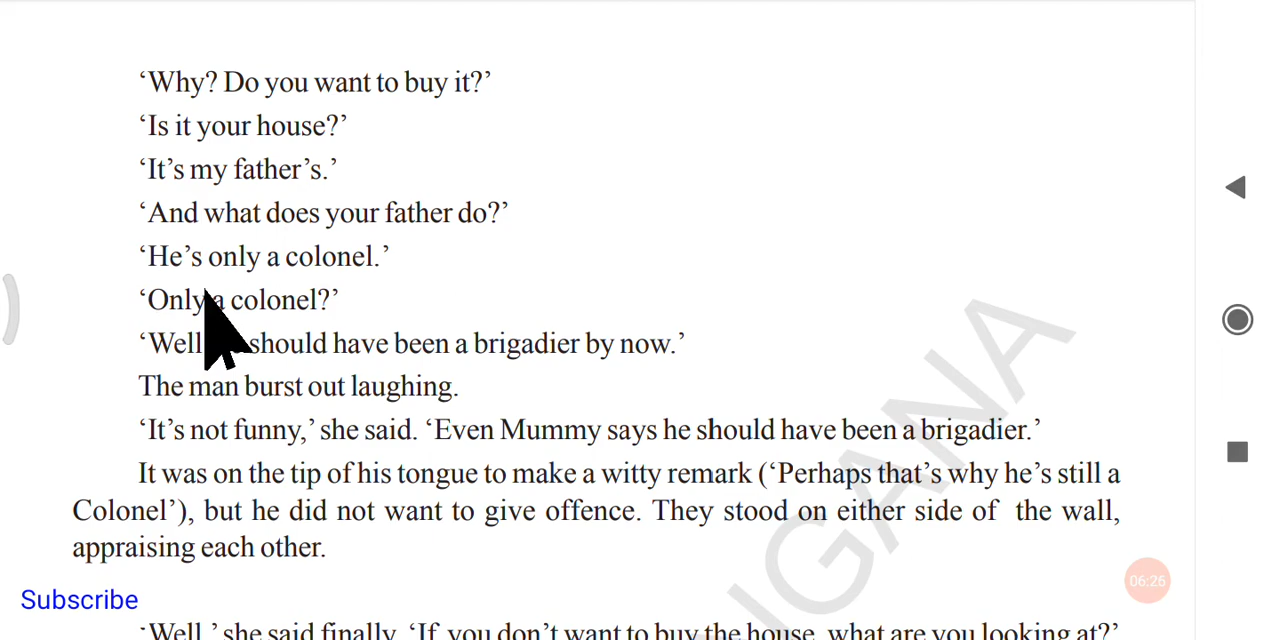 ‘Why? Do you want to buy it?’
‘Is it your house?’
‘It’s my father’s.’
‘And what does your father do?’
‘He’s only a colonel.’
‘Only a colonel?’
‘Well should have been a brigadier by now.’
The man burst out laughing.
‘It’s not funny,’ she said. ‘Even Mummy says he should have been a brigadier.’
It was on the tip of his tongue to make a witty remark (‘Perhaps that’s why he’s still a
Colonel’), but he did not want to give offence. They stood on either side of the wall,
appraising each other.
IGANA
06:26
Subscribe
‘Well,’ she said finally. ‘If you don’t want to buy the house, what are you looking at?’